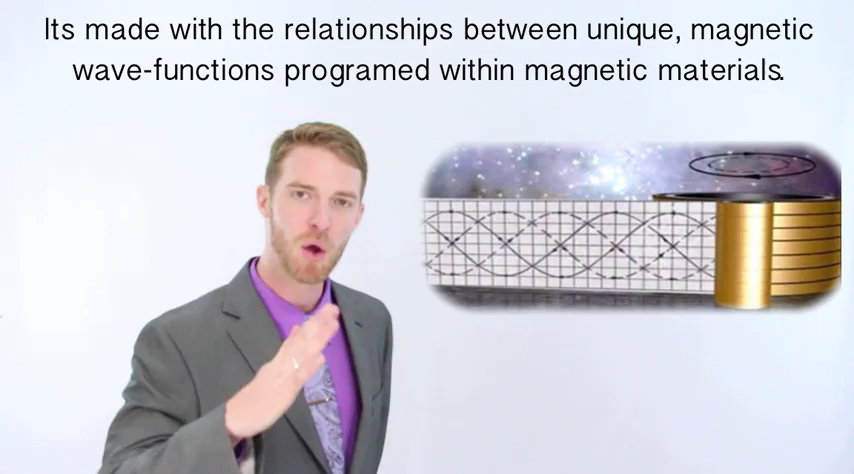 Its made with the relationships between unique, magnetic
wave-functions programed within magnetic materials.